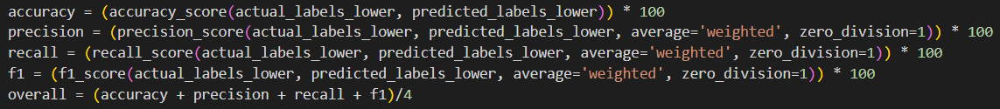 accuracy = (accuracy_score(actual_labels_lower, predicted_labels_lower)) * 100
precision = (precision_score(actual_labels_lower, predicted_labels_lower, average='weighted', zero_division=1)) * 100
recall = (recall_score(actual_labels_lower, predicted_labels_lower, average='weighted', zero_division=1)) * 100
f1 = (f1_score(actual_labels_lower, predicted_labels_lower, average='weighted', zero_division=1)) * 100
overall = (accuracy + precision + recall + f1)/4